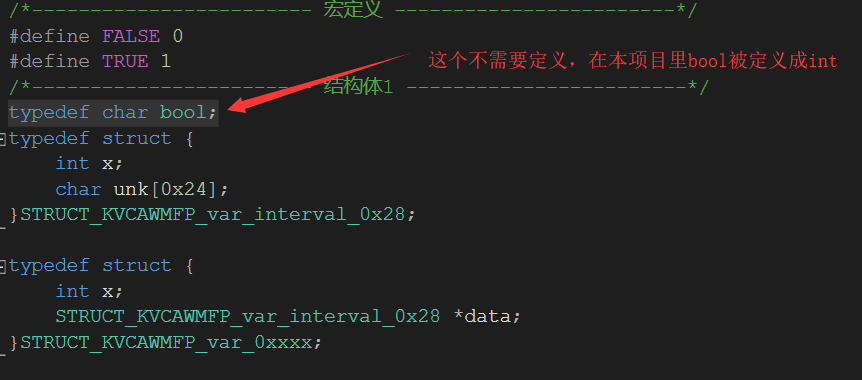 /*------------------------ 宏定义 ------------------------*/
#define FALSE 0
#define TRUE 1
这个不需要定义，在本项目里bool被定义成int
/*------------------------ 结构体1 ------------------------*/
typedef char bool;
typedef struct {
    int x;
    char unk[0x24];
}STRUCT_KVCAWMFP_var_interval_0x28;
typedef struct {
    int x;
    STRUCT_KVCAWMFP_var_interval_0x28 *data;
}STRUCT_KVCAWMFP_var_0xxxx;